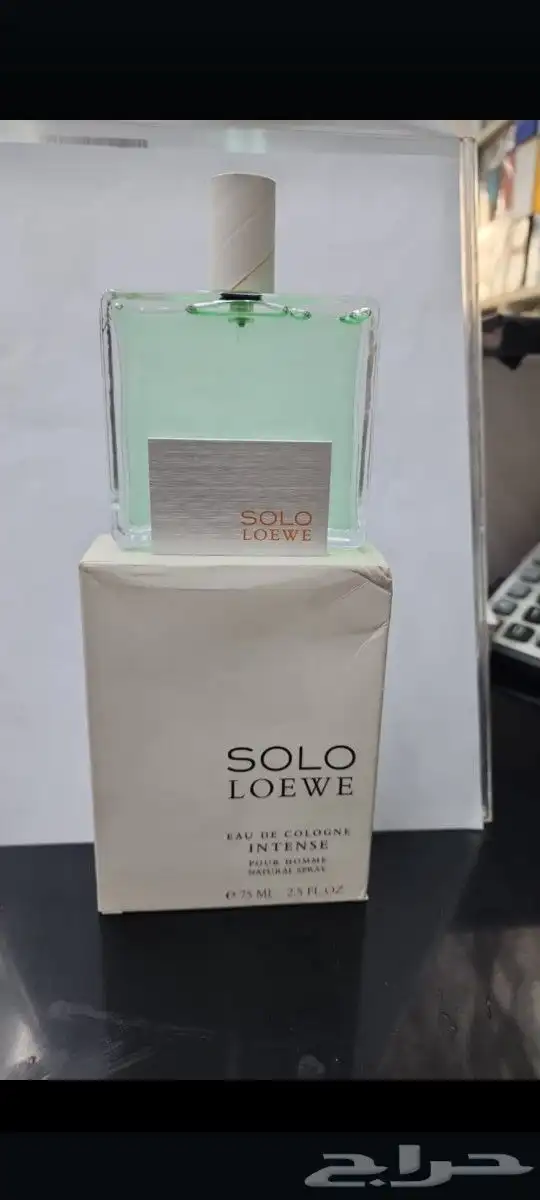 SOLO
LOEWE
SOLO
LOEWE
EAU DE COLOGNE
INTENSE
POUR HOMME
NATURAL SPRAY
℮ 75 ML 2.5 FL.OZ
حراج